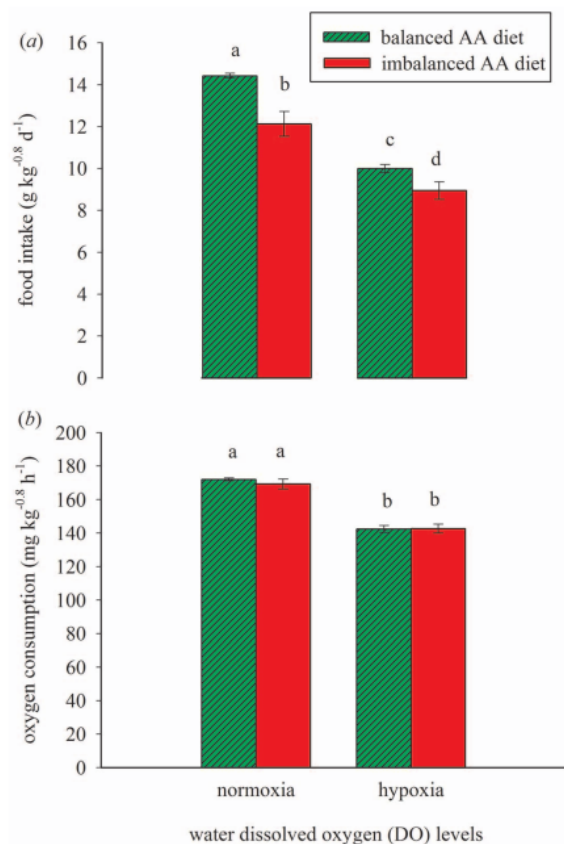 (a)
balanced AA diet
imbalanced AA diet
16
14
12
10
8
6
4
2
0
food intake (g kg⁻⁰·⁸ d⁻¹)
a
b
c
d
(b)
200
180
160
140
120
100
80
60
40
20
0
oxygen consumption (mg kg⁻⁰·⁸ h⁻¹)
a a
b b
normoxia hypoxia
water dissolved oxygen (DO) levels